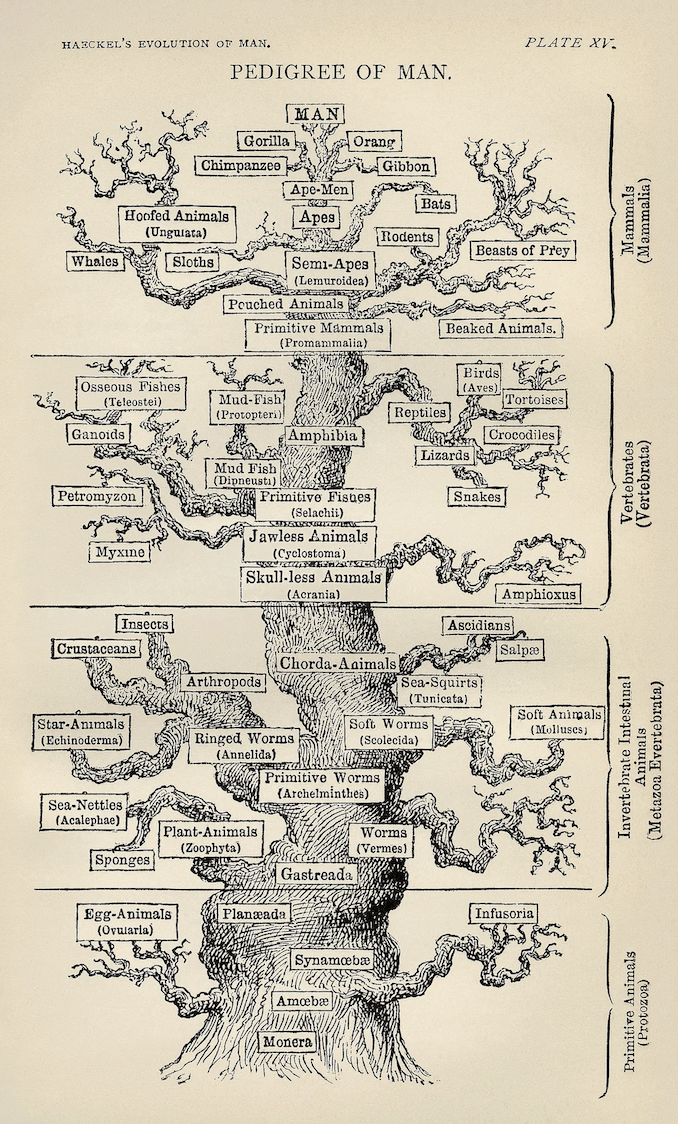 HAECKEL'S EVOLUTION OF MAN.
PLATE XV.
PEDIGREE OF MAN.
MAN
Gorilla
Orang
Chimpanzee
Gibbon
Ape-Men
Bats
Apes
Hoofed Animals
(Ungulata)
Rodents
Beasts of Prey
Whales
Sloths
Semi-Apes
(Lemuroidea)
Pouched Animals
Primitive Mammals
(Promammalia)
Beaked Animals.
Mammals
(Mammalia)
Osseous Fishes
(Teleostei)
Mud-Fish
(Protopteri)
Birds
(Aves)
Tortoises
Reptiles
Ganoids
Amphibia
Crocodiles
Lizards
Mud Fish
(Dipneusti)
Petromyzon
Primitive Fishes
(Selachii)
Snakes
Myxine
Jawless Animals
(Cyclostoma)
Skull-less Animals
(Acrania)
Amphioxus
Vertebrates
(Vertebrata)
Insects
Ascidians
Crustaceans
Salpæ
Chorda-Animals
Arthropods
Sea-Squirts
(Tunicata)
Star-Animals
(Echinoderma)
Ringed Worms
(Annelida)
Soft Worms
(Scolecida)
Soft Animals
(Molluscs)
Primitive Worms
(Archelminthes)
Sea-Nettles
(Acalephae)
Plant-Animals
(Zoophyta)
Worms
(Vermes)
Sponges
Gastreada
Invertebrate Intestinal
Animals
(Metazoa Evertebrata)
Egg-Animals
(Ovularia)
Planæada
Infusoria
Synamœbæ
Amœbæ
Monera
Primitive Animals
(Protozoa)